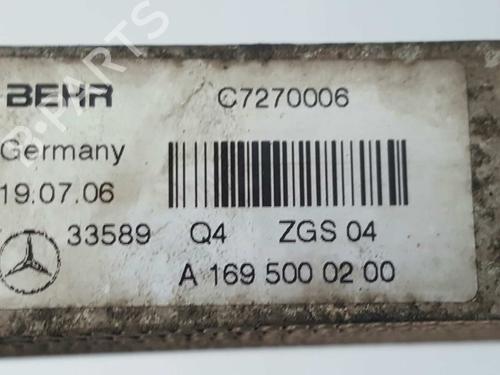 BEHR C7270006
Germany
19.07.06
33589 Q4 ZGS 04
A 169 500 02 00